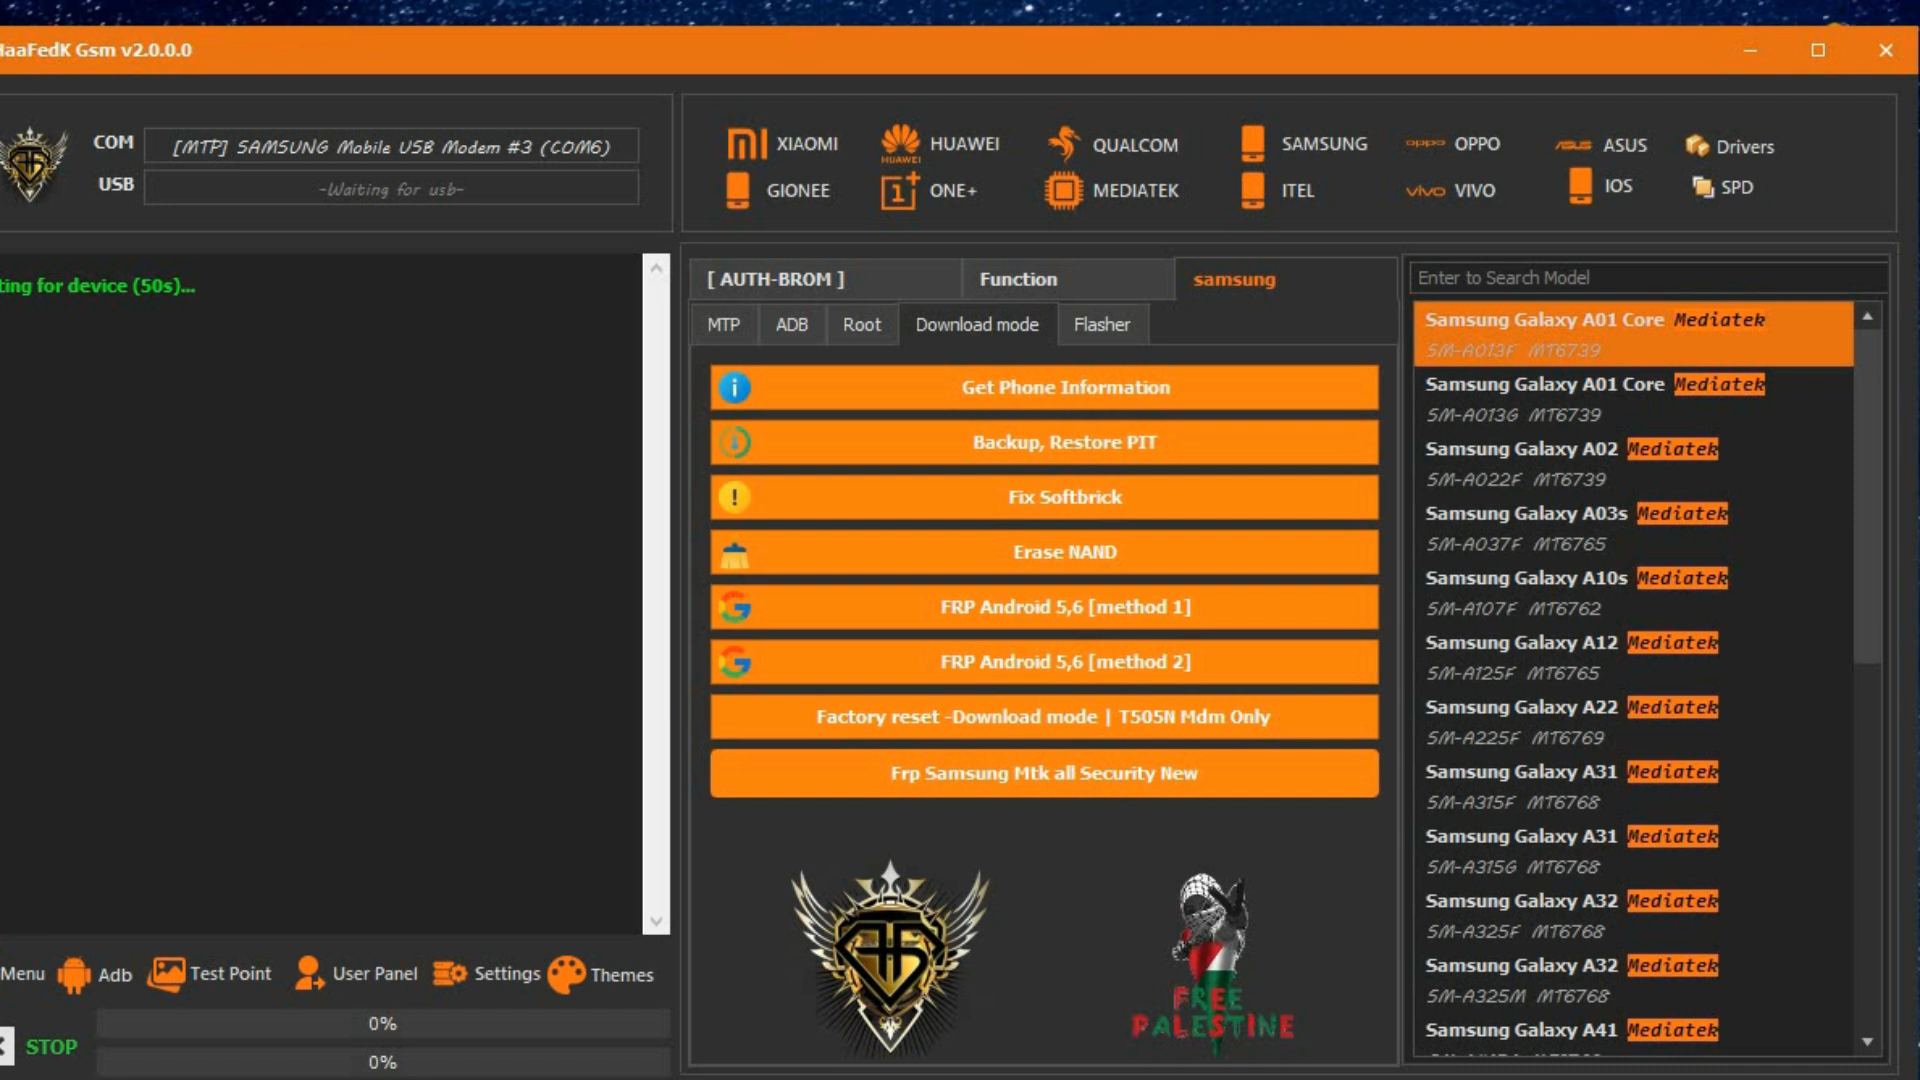 HaaFedK Gsm v2.0.0.0
COM
[MTP] SAMSUNG Mobile USB Modem #3 (COM6)
USB
-Waiting for usb-
XIAOMI
HUAWEI
HUAWEI
QUALCOM
SAMSUNG
oppo OPPO
ASUS ASUS
Drivers
GIONEE
ONE+
MEDIATEK
ITEL
vivo VIVO
IOS
SPD
ting for device (50s)...
[ AUTH-BROM ]
Function
samsung
MTP
ADB
Root
Download mode
Flasher
Get Phone Information
Backup, Restore PIT
Fix Softbrick
Erase NAND
FRP Android 5,6 [method 1]
FRP Android 5,6 [method 2]
Factory reset -Download mode | T505N Mdm Only
Frp Samsung Mtk all Security New
FREE
PALESTINE
Enter to Search Model
Samsung Galaxy A01 Core Mediatek
SM-A013F MT6739
Samsung Galaxy A01 Core Mediatek
SM-A013G MT6739
Samsung Galaxy A02 Mediatek
SM-A022F MT6739
Samsung Galaxy A03s Mediatek
SM-A037F MT6765
Samsung Galaxy A10s Mediatek
SM-A107F MT6762
Samsung Galaxy A12 Mediatek
SM-A125F MT6765
Samsung Galaxy A22 Mediatek
SM-A225F MT6769
Samsung Galaxy A31 Mediatek
SM-A315F MT6768
Samsung Galaxy A31 Mediatek
SM-A315G MT6768
Samsung Galaxy A32 Mediatek
SM-A325F MT6768
Samsung Galaxy A32 Mediatek
SM-A325M MT6768
Samsung Galaxy A41 Mediatek
Menu
Adb
Test Point
User Panel
Settings
Themes
0%
STOP
0%